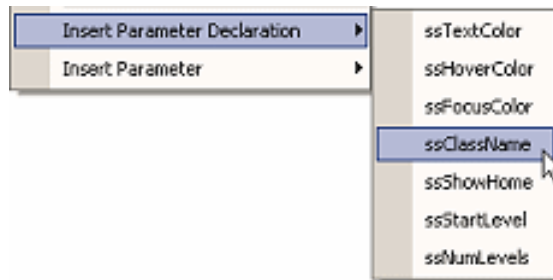 Insert Parameter Declaration
Insert Parameter
ssTextColor
ssHoverColor
ssFocusColor
ssClassName
ssShowHome
ssStartLevel
ssNumLevels